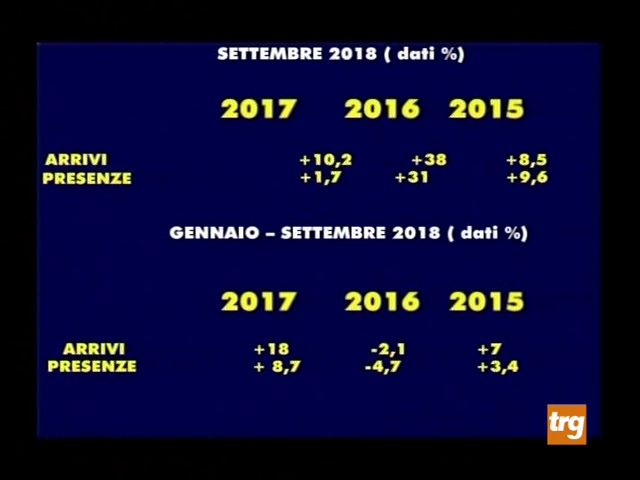 SETTEMBRE 2018 ( dati %)
2017 2016 2015
ARRIVI +10,2 +38 +8,5
PRESENZE +1,7 +31 +9,6
GENNAIO – SETTEMBRE 2018 ( dati %)
2017 2016 2015
ARRIVI +18 -2,1 +7
PRESENZE + 8,7 -4,7 +3,4
trg